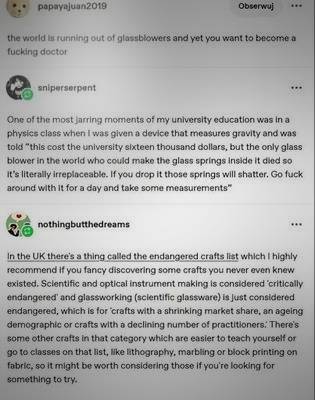 papayajuan2019
Obserwuj
the world is running out of glassblowers and yet you want to become a
fucking doctor
sniperserpent
One of the most jarring moments of my university education was in a
physics class when I was given a device that measures gravity and was
told "this cost the university sixteen thousand dollars, but the only glass
blower in the world who could make the glass springs inside it died so
it's literally irreplaceable. If you drop it those springs will shatter. Go fuck
around with it for a day and take some measurements"
nothingbutthedreams
In the UK there's a thing called the endangered crafts list which I highly
recommend if you fancy discovering some crafts you never even knew
existed. Scientific and optical instrument making is considered 'critically
endangered' and glassworking (scientific glassware) is just considered
endangered, which is for 'crafts with a shrinking market share, an ageing
demographic or crafts with a declining number of practitioners.' There's
some other crafts in that category which are easier to teach yourself or
go to classes on that list, like lithography, marbling or block printing on
fabric, so it might be worth considering those if you're looking for
something to try.